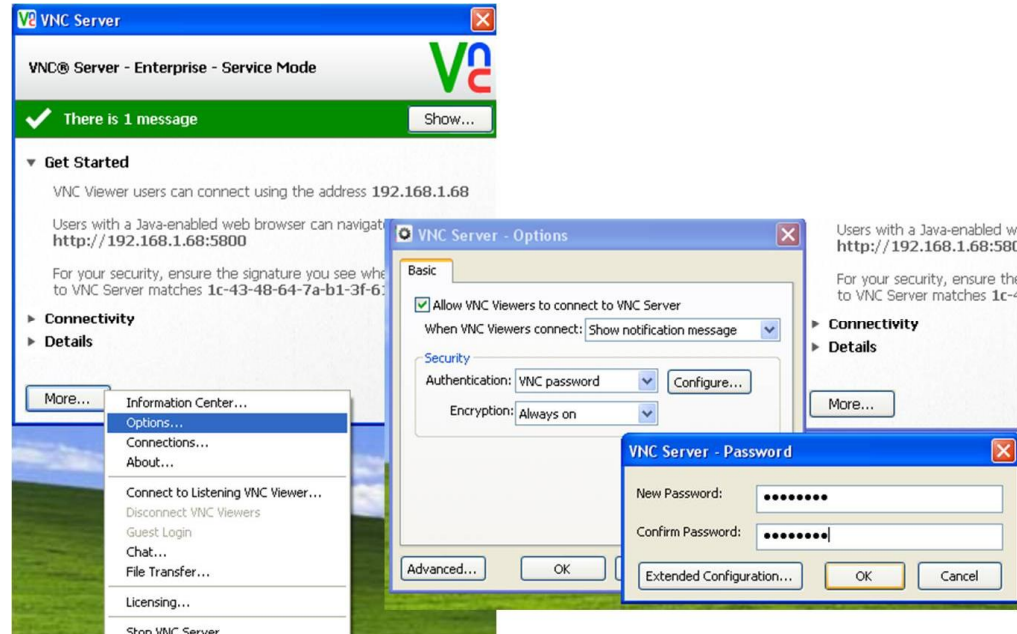 VNC Server
VNC® Server - Enterprise - Service Mode
There is 1 message
Show...
Get Started
VNC Viewer users can connect using the address 192.168.1.68
Users with a Java-enabled web browser can navigat
http://192.168.1.68:5800
For your security, ensure the signature you see whe
to VNC Server matches 1c-43-48-64-7a-b1-3f-6
Connectivity
Details
More...
Information Center...
Options...
Connections...
About...
Connect to Listening VNC Viewer...
Disconnect VNC Viewers
Guest Login
Chat...
File Transfer...
Licensing...
Stop VNC Server
VNC Server - Options
Basic
Allow VNC Viewers to connect to VNC Server
When VNC Viewers connect: Show notification message
Security
Authentication: VNC password
Configure...
Encryption: Always on
Advanced...
OK
Users with a Java-enabled w
http://192.168.1.68:580
For your security, ensure the
to VNC Server matches 1c-
Connectivity
Details
More...
VNC Server - Password
New Password:
Confirm Password:
Extended Configuration...
OK
Cancel